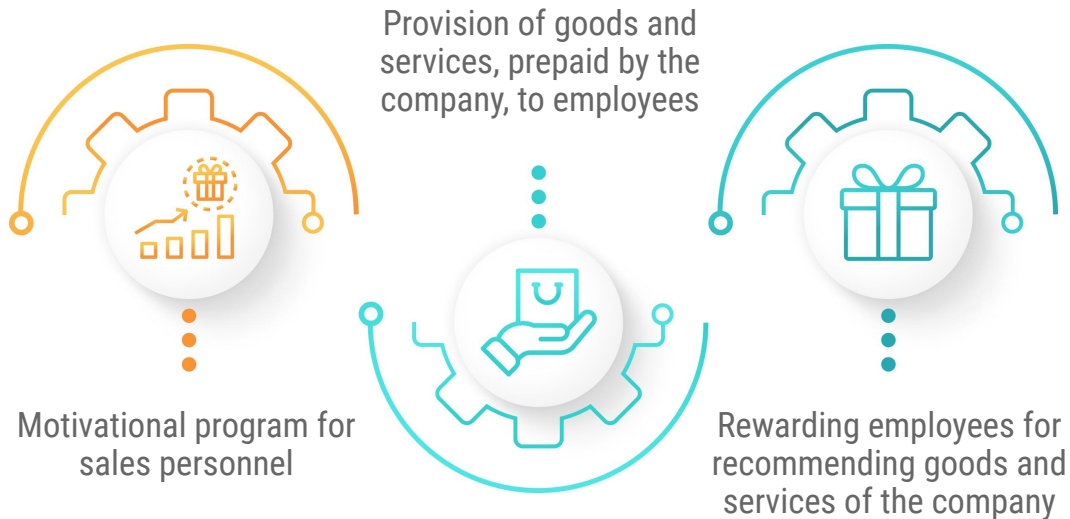 Provision of goods and
services, prepaid by the
company, to employees
Motivational program for
sales personnel
Rewarding employees for
recommending goods and
services of the company